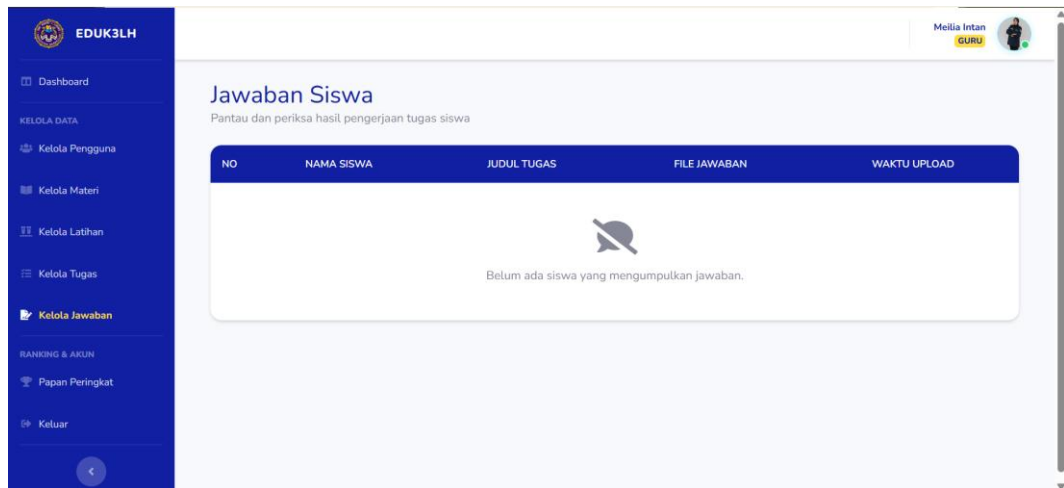 EDUK3LH
Meilia Intan
GURU
Dashboard
KELOLA DATA
Kelola Pengguna
Kelola Materi
Kelola Latihan
Kelola Tugas
Kelola Jawaban
RANKING & AKUN
Papan Peringkat
Keluar
Jawaban Siswa
Pantau dan periksa hasil pengerjaan tugas siswa
NO NAMA SISWA JUDUL TUGAS FILE JAWABAN WAKTU UPLOAD
Belum ada siswa yang mengumpulkan jawaban.